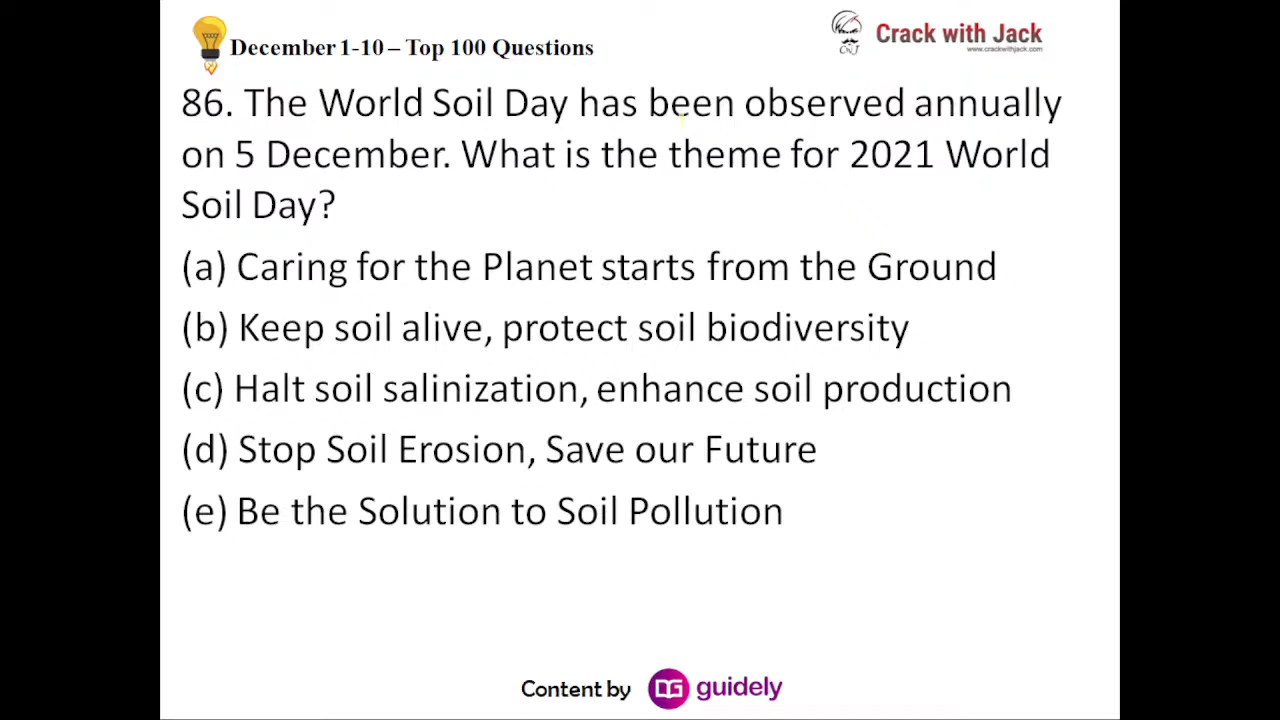 December 1-10 – Top 100 Questions
Crack with Jack
www.crackwithjack.com
CwJ
86. The World Soil Day has been observed annually
on 5 December. What is the theme for 2021 World
Soil Day?
(a) Caring for the Planet starts from the Ground
(b) Keep soil alive, protect soil biodiversity
(c) Halt soil salinization, enhance soil production
(d) Stop Soil Erosion, Save our Future
(e) Be the Solution to Soil Pollution
Content by DG guidely